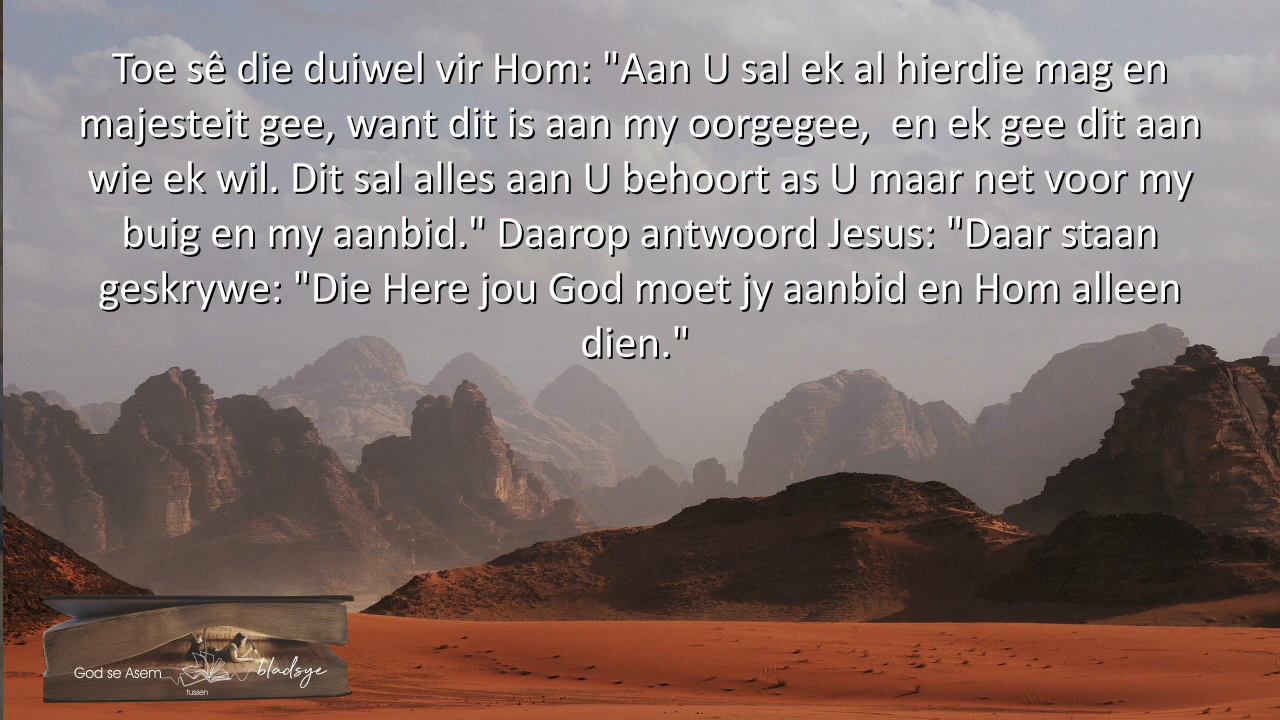 Toe sê die duiwel vir Hom: "Aan U sal ek al hierdie mag en
majesteit gee, want dit is aan my oorgegee,  en ek gee dit aan
wie ek wil. Dit sal alles aan U behoort as U maar net voor my
buig en my aanbid." Daarop antwoord Jesus: "Daar staan
geskrywe: "Die Here jou God moet jy aanbid en Hom alleen
dien."
God se Asem
tussen
bladsye